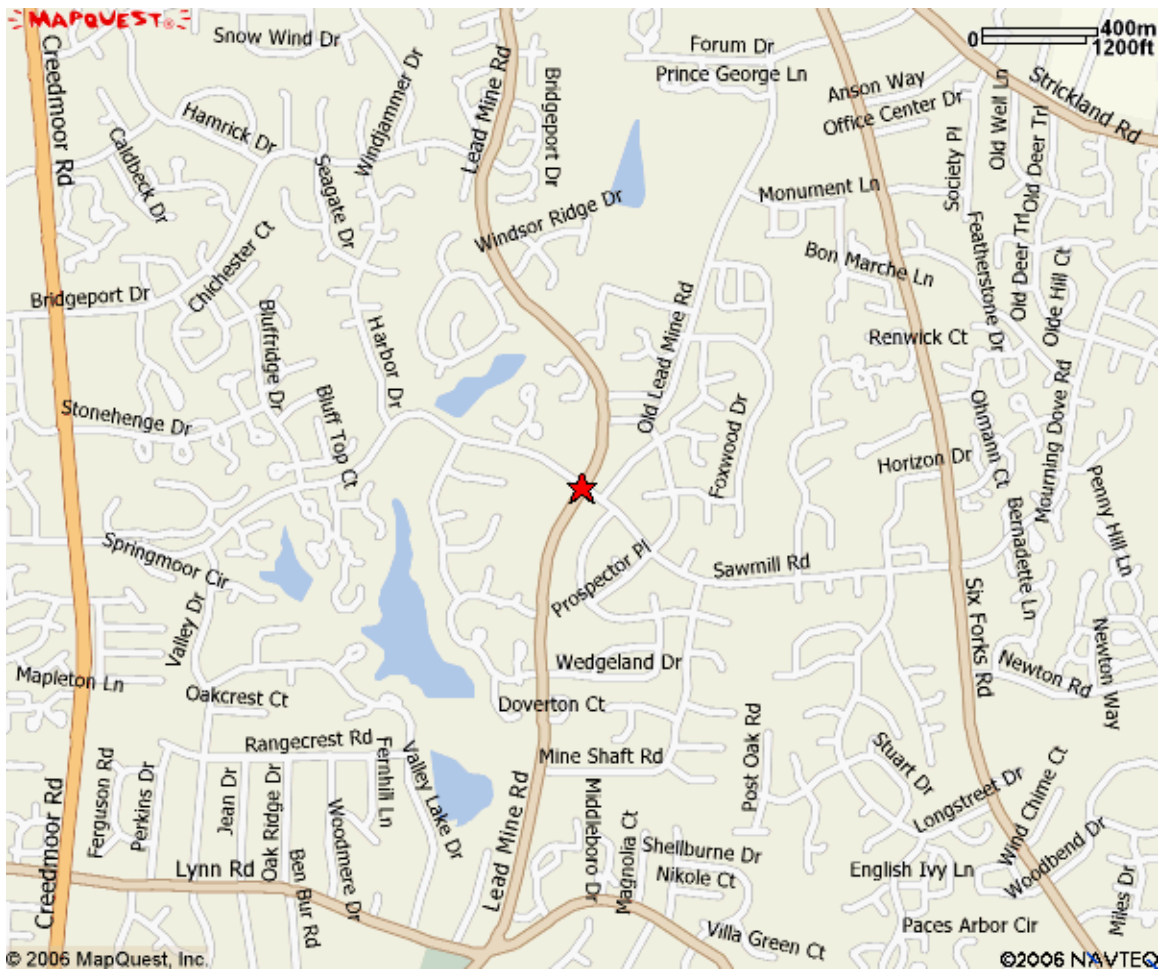 MAPQUEST®
Snow Wind Dr
Forum Dr
0 400m
1200ft
Prince George Ln
Creedmoor Rd
Windjammer Dr
Lead Mine Rd
Bridgeport Dr
Anson Way
Office Center Dr
Strickland Rd
Old Well Ln
Old Deer Trl
Hamrick Dr
Caldbeck Dr
Seagate Dr
Society Pl
Monument Ln
Windsor Ridge Dr
Featherstone Dr
Old Deer Trl
Olde Hill Ct
Bon Marche Ln
Chichester Ct
Bridgeport Dr
Bluffridge Dr
Harbor Dr
Old Lead Mine Rd
Renwick Ct
Stonehenge Dr
Bluff Top Ct
Foxwood Dr
Ohmann Ct
Mourning Dove Rd
Horizon Dr
Penny Hill Ln
Bernadette Ln
Springmoor Cir
Prospector Pl
Sawmill Rd
Valley Dr
Six Forks Rd
Newton Rd
Newton Way
Wedgeland Dr
Mapleton Ln
Oakcrest Ct
Doverton Ct
Rangecrest Rd
Fernhill Ln
Valley Lake Dr
Mine Shaft Rd
Post Oak Rd
Stuart Dr
Longstreet Dr
Wind Chime Ct
Woodbend Dr
Ferguson Rd
Perkins Dr
Jean Dr
Oak Ridge Dr
Woodmere Dr
Lead Mine Rd
Middleboro Dr
Magnolia Ct
Shellburne Dr
Nikole Ct
English Ivy Ln
Creedmoor Rd
Lynn Rd
Ben Bur Rd
Villa Green Ct
Paces Arbor Cir
Miles Dr
© 2006 MapQuest, Inc.
©2006 NAVTEQ